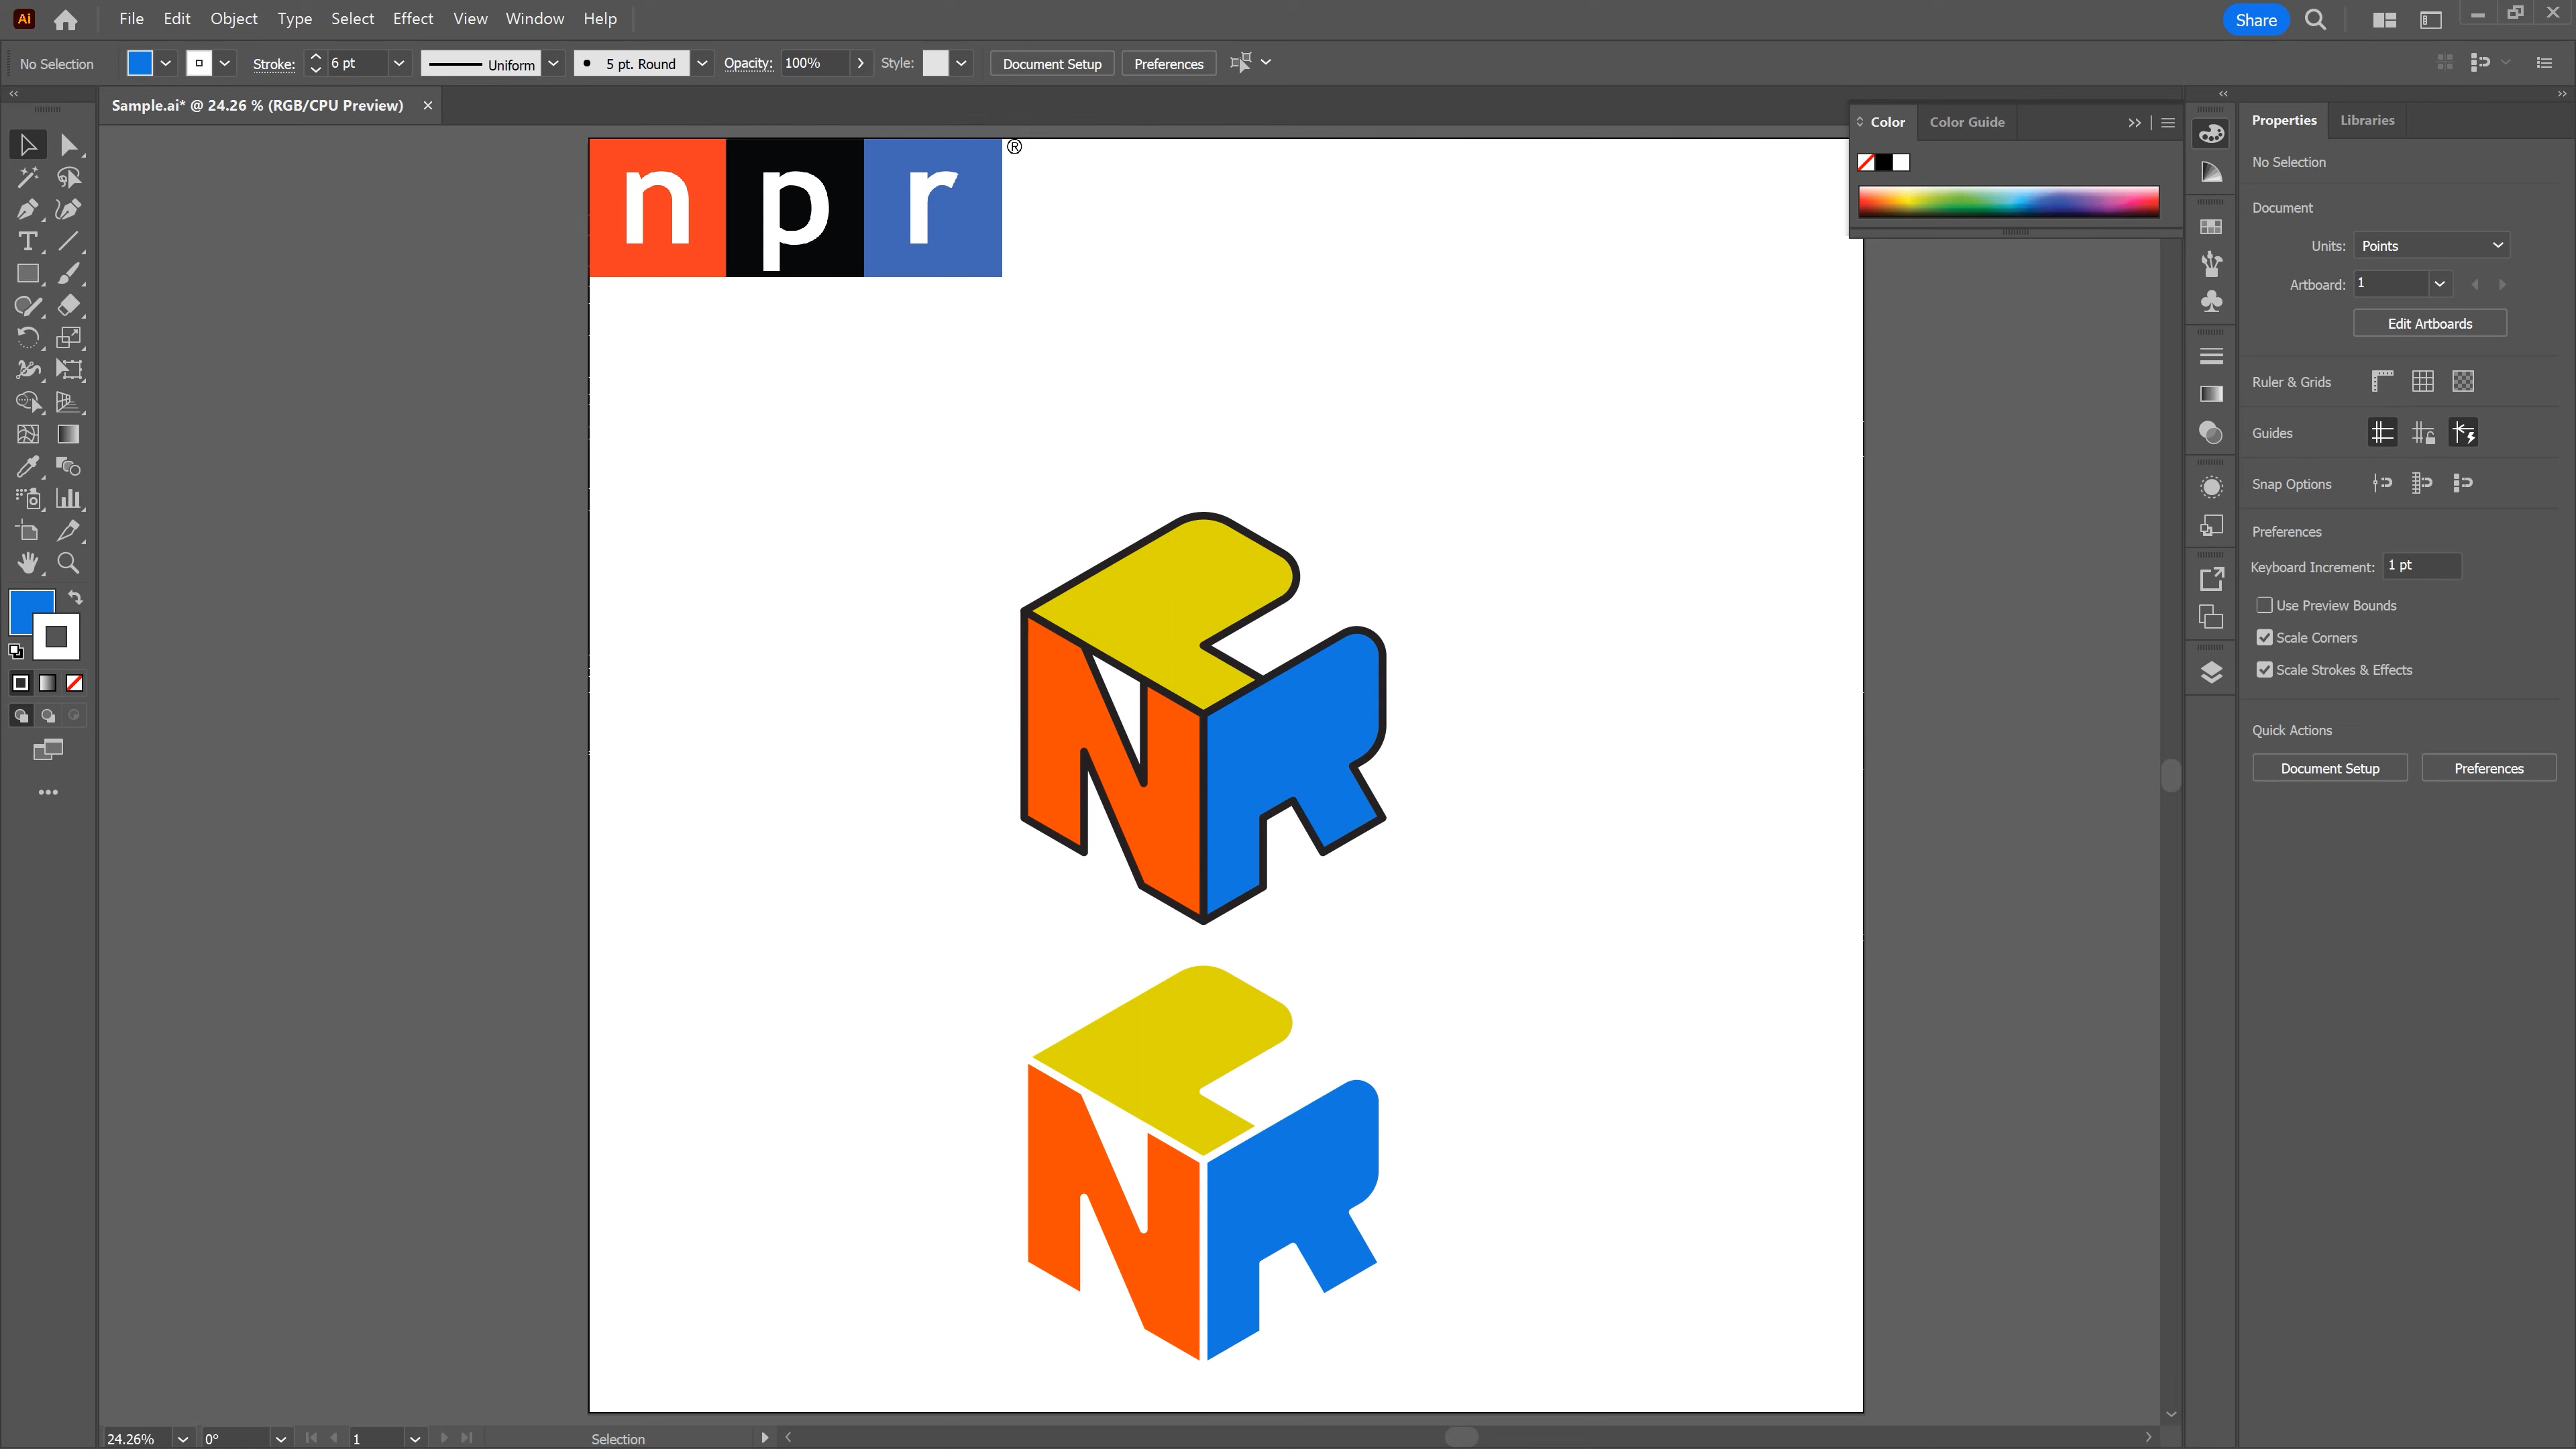 Ai File Edit Object Type Select Effect View Window Help Share
No Selection Stroke: 6 pt Uniform 5 pt. Round Opacity: 100% Style: Document Setup Preferences
Sample.ai* @ 24.26 % (RGB/CPU Preview)
npr®
Color Color Guide
Properties Libraries
No Selection
Document
Units: Points
Artboard: 1
Edit Artboards
Ruler & Grids
Guides
Snap Options
Preferences
Keyboard Increment: 1 pt
Use Preview Bounds
Scale Corners
Scale Strokes & Effects
Quick Actions
Document Setup Preferences
N R
N R
24.26% 0° 1 Selection